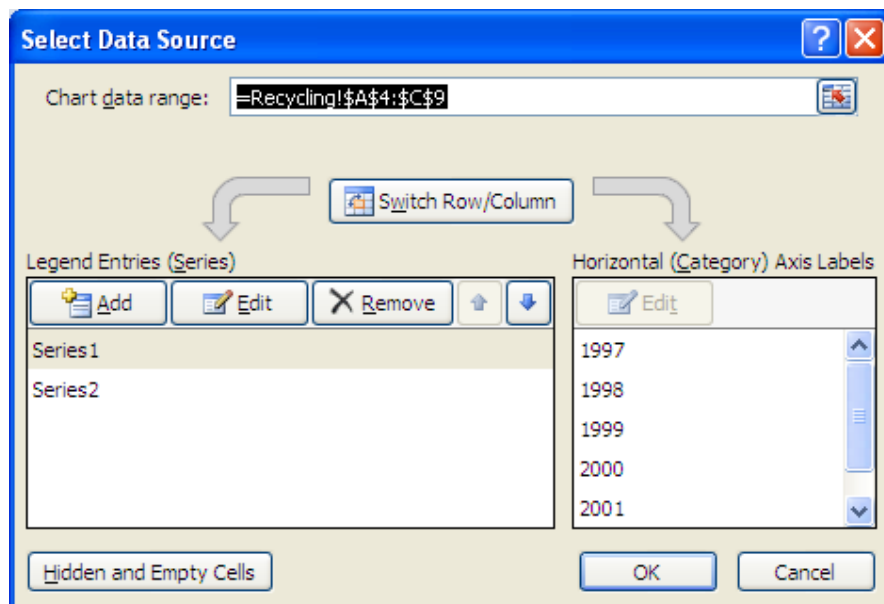 Select Data Source
Chart data range: =Recycling!$A$4:$C$9
Switch Row/Column
Legend Entries (Series)
Horizontal (Category) Axis Labels
Add Edit Remove
Edit
Series1
Series2
1997
1998
1999
2000
2001
Hidden and Empty Cells
OK Cancel